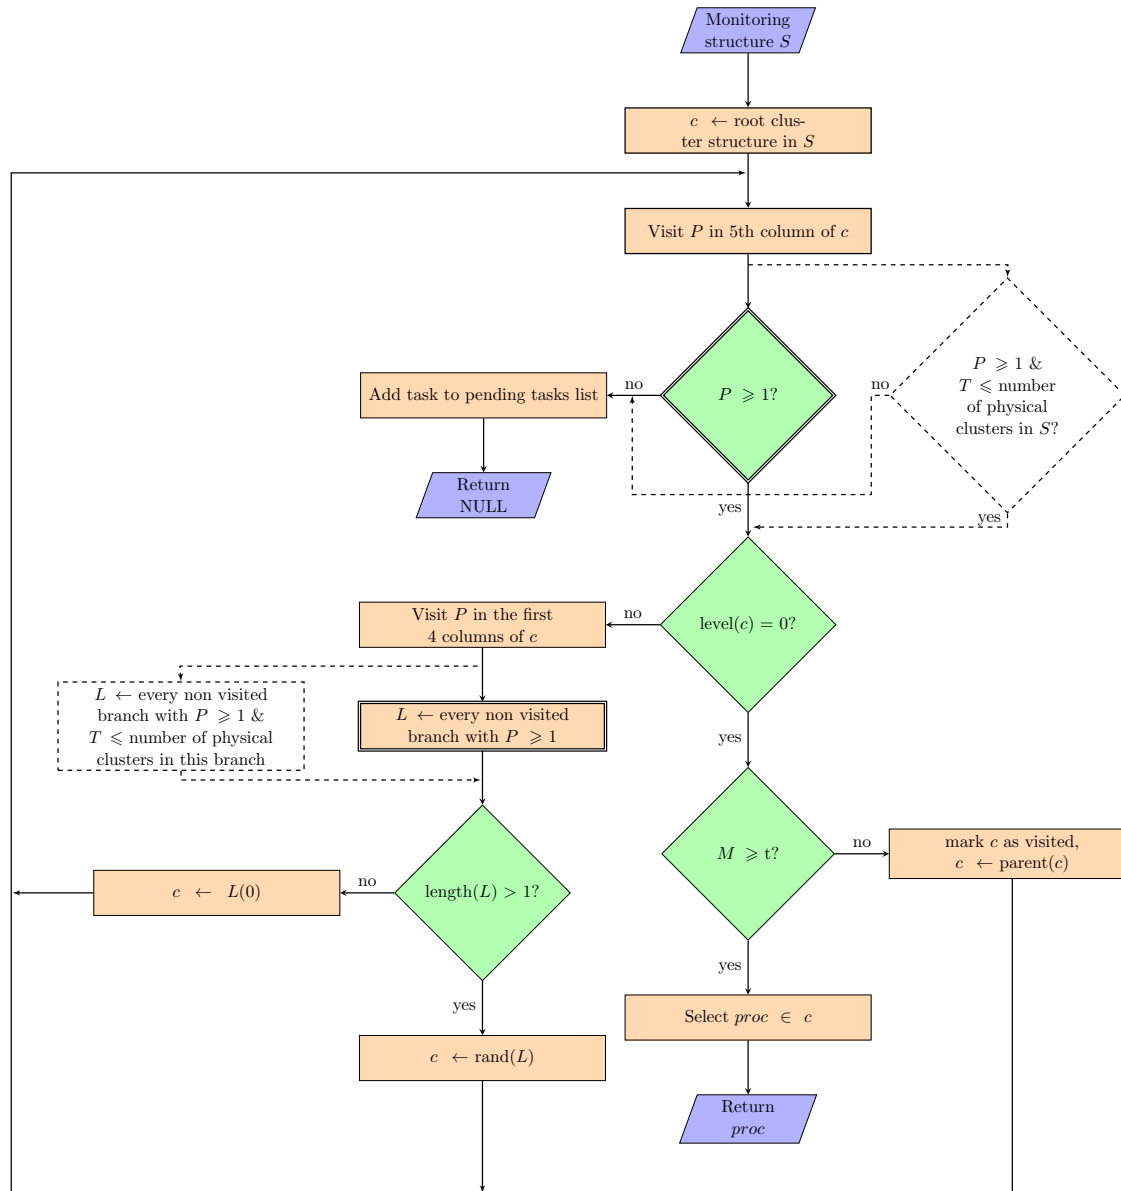 Monitoring
structure S
c ← root clus-
ter structure in S
Visit P in 5th column of c
P ⩾ 1?
no
Add task to pending tasks list
Return
NULL
P ⩾ 1 &
T ⩽ number
of physical
clusters in S?
no
yes
yes
level(c) = 0?
no
Visit P in the first
4 columns of c
L ← every non visited
branch with P ⩾ 1 &
T ⩽ number of physical
clusters in this branch
L ← every non visited
branch with P ⩾ 1
yes
M ⩾ t?
no
mark c as visited,
c ← parent(c)
length(L) > 1?
no
c ← L(0)
yes
c ← rand(L)
yes
Select proc ∈ c
Return
proc